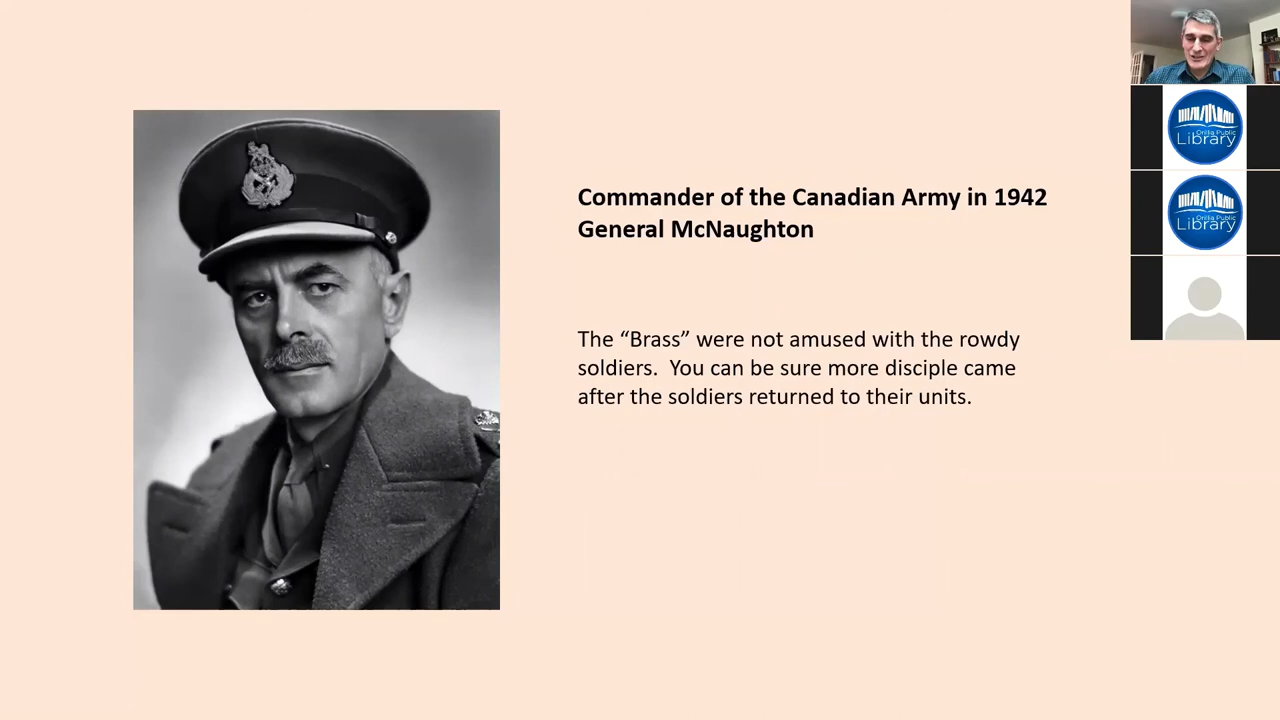 Commander of the Canadian Army in 1942
General McNaughton
The “Brass” were not amused with the rowdy
soldiers.  You can be sure more disciple came
after the soldiers returned to their units.
Orillia Public
Library
Orillia Public
Library